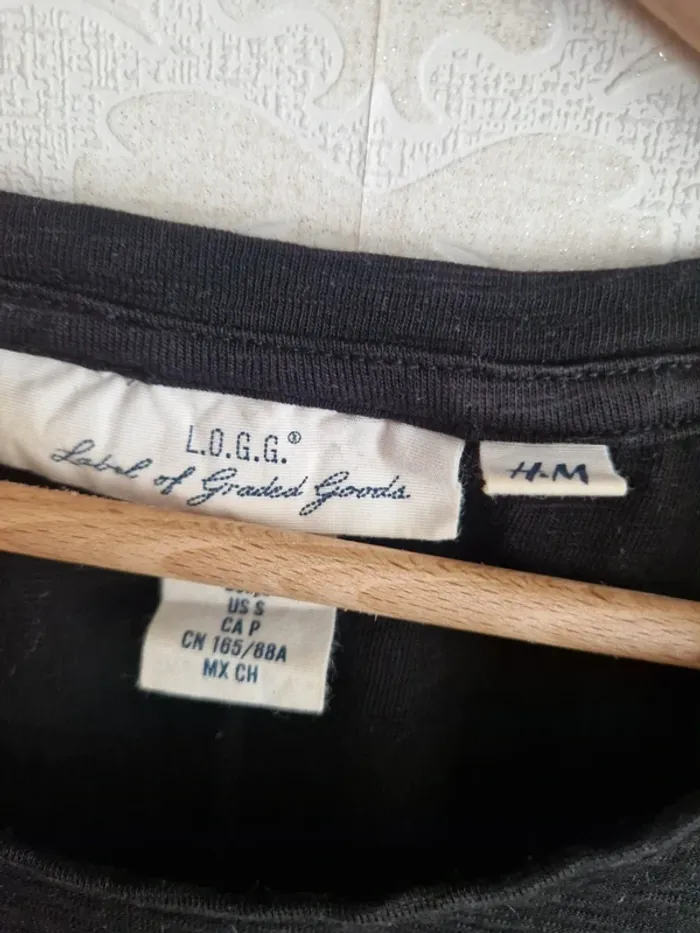 L.O.G.G.®
Label of Graded Goods
H&M
US S
CA P
CN 165/88A
MX CH